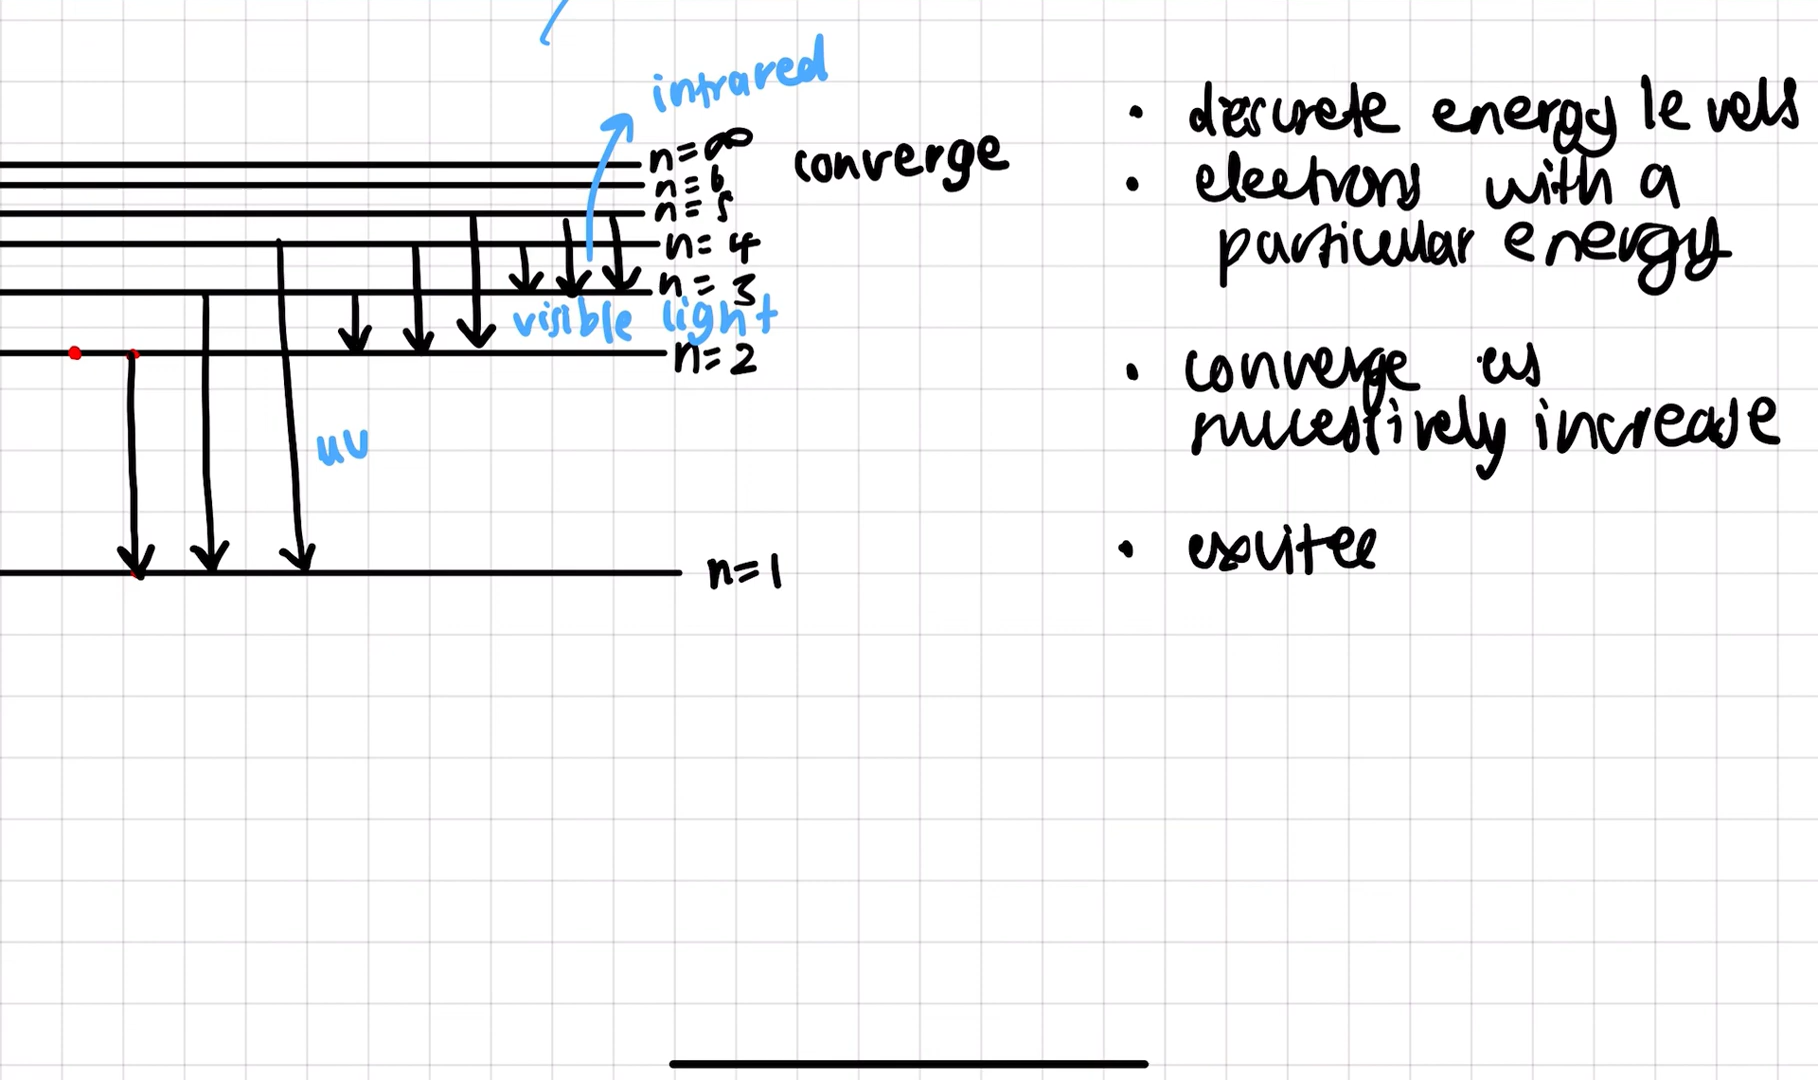 infrared
n=∞
converge
n=6
n=5
n=4
n=3
visible light
n=2
uv
n=1
• discrete energy levels
• electrons with a
particular energy
• converge as
successively increase
• excitee